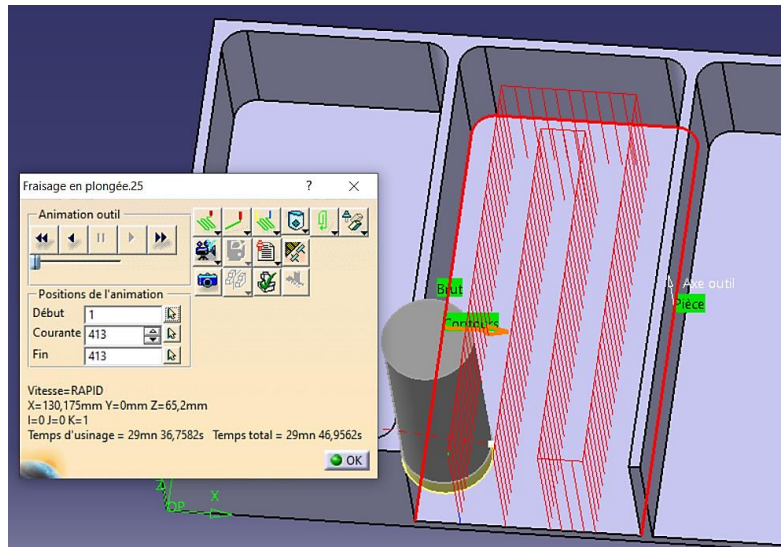 Fraisage en plongée.25
Animation outil
Positions de l'animation
Début 1
Courante 413
Fin 413
Vitesse=RAPID
X=130,175mm Y=0mm Z=65,2mm
I=0 J=0 K=1
Temps d'usinage = 29mn 36,7582s Temps total = 29mn 46,9562s
OK
Brut
Contours
Axe outil
Pièce
Z
OP
X